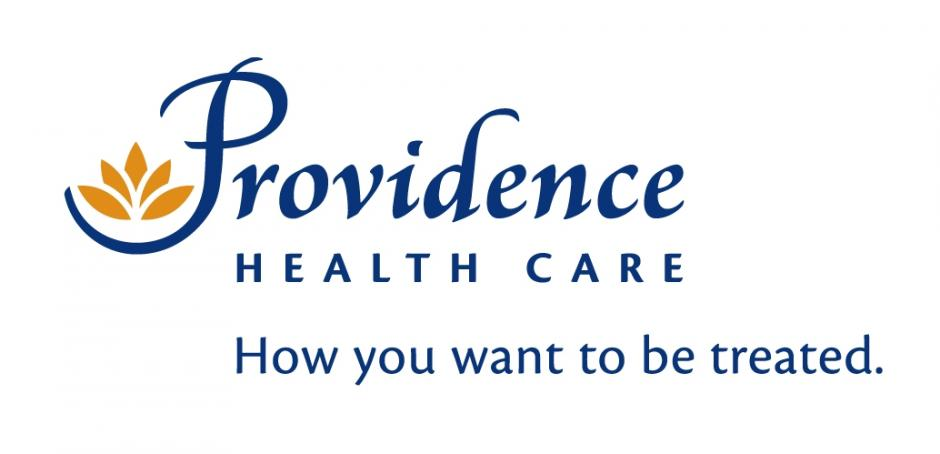 Providence
HEALTH CARE
How you want to be treated.